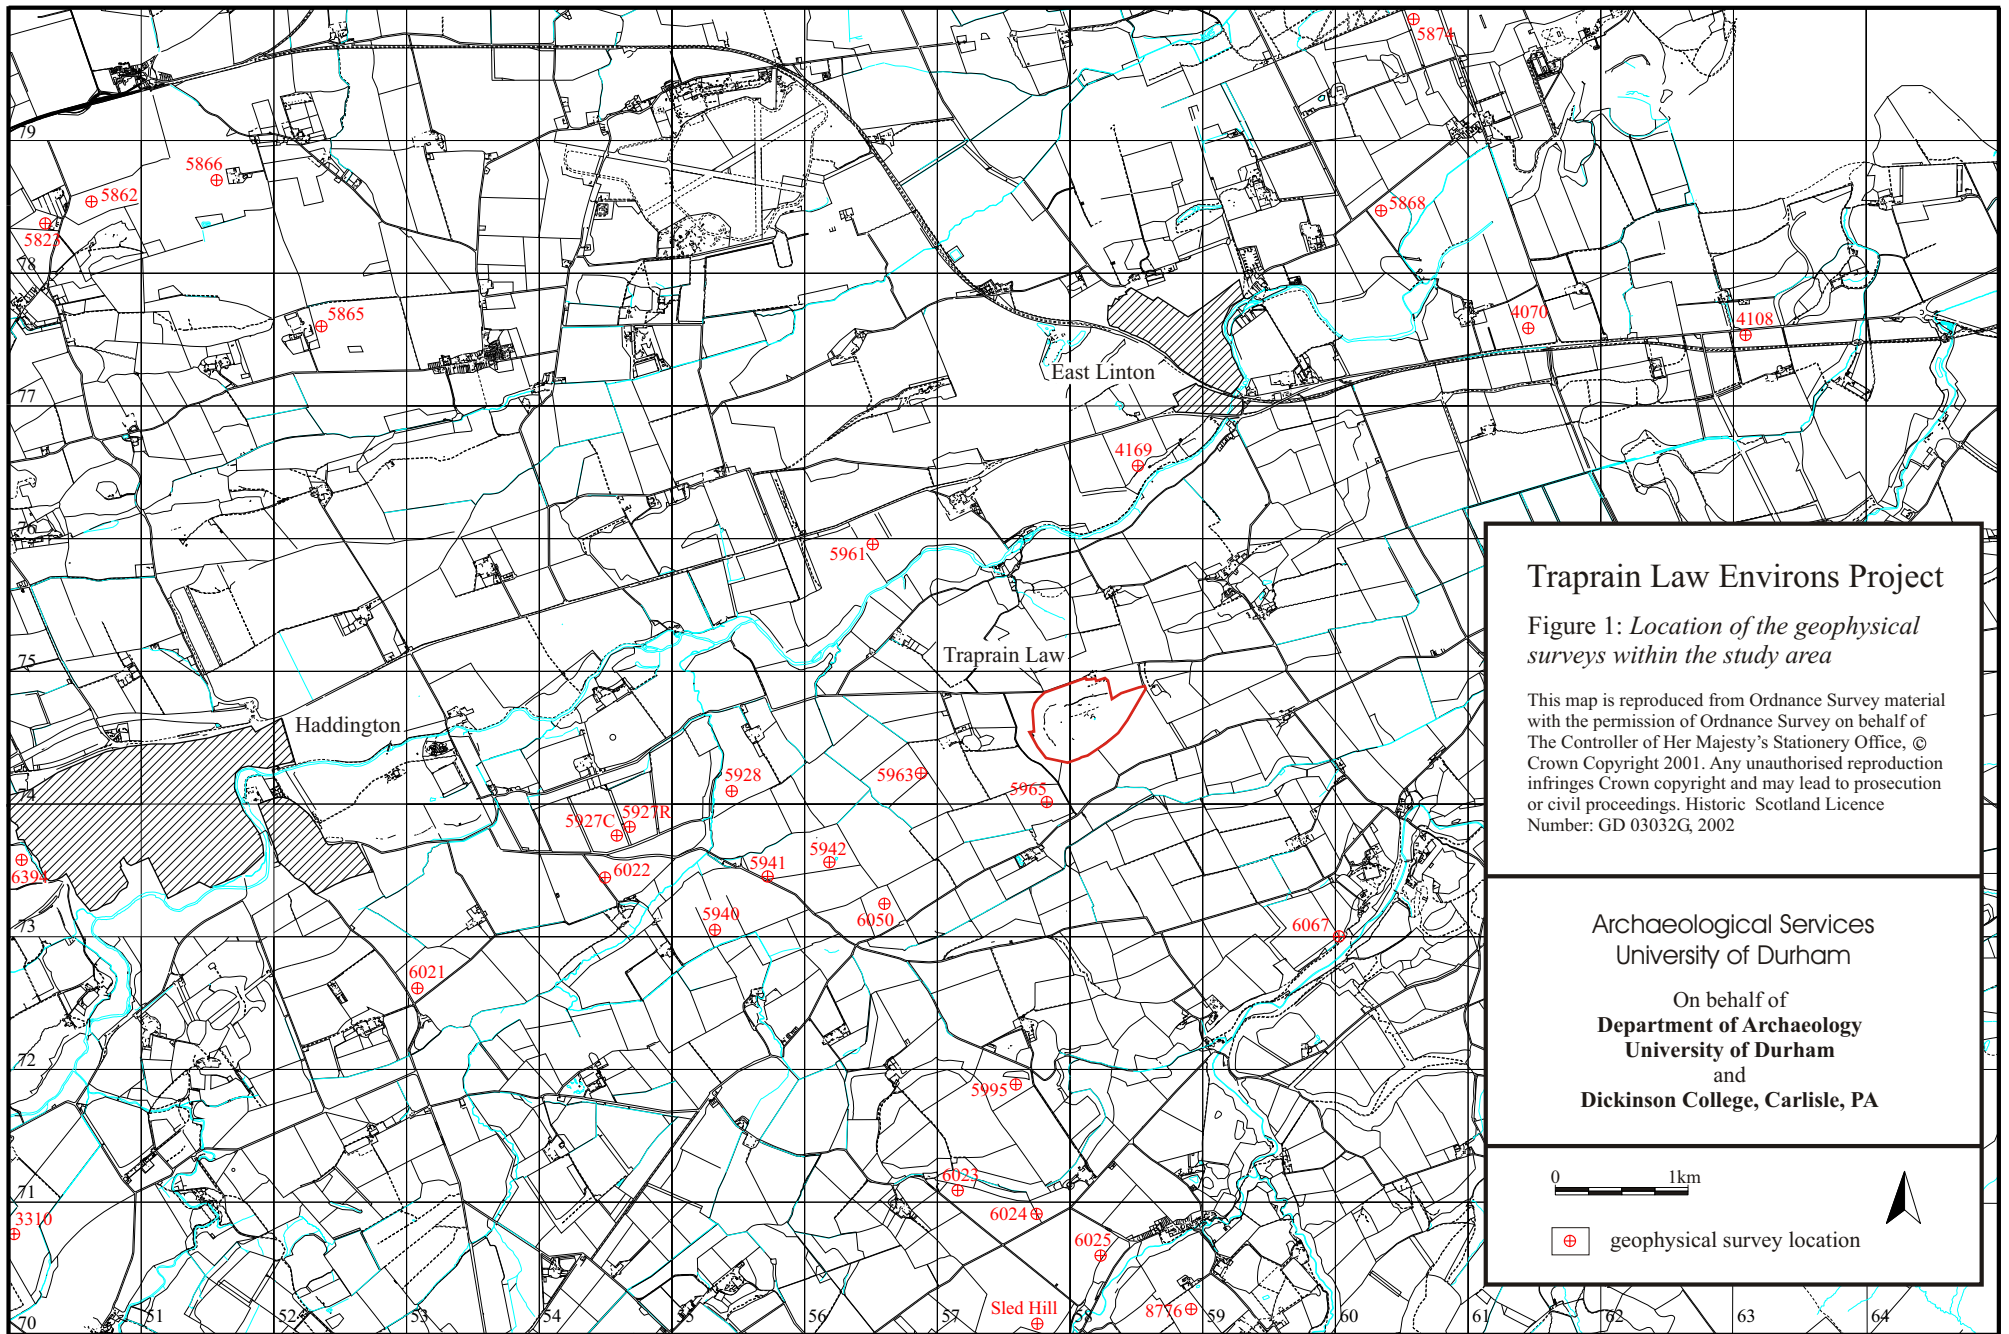 5874
79
5866
5862
5868
5823
78
5865
4070
4108
East Linton
77
4169
76
5961
Traprain Law Environs Project
Figure 1: Location of the geophysical
surveys within the study area
This map is reproduced from Ordnance Survey material
with the permission of Ordnance Survey on behalf of
The Controller of Her Majesty's Stationery Office, ©
Crown Copyright 2001. Any unauthorised reproduction
infringes Crown copyright and may lead to prosecution
or civil proceedings. Historic Scotland Licence
Number: GD 03032G, 2002
75
Traprain Law
Haddington
5928
5963
5965
74
5927R
5927C
5941
5942
6394
6022
5940
6050
6067
73
6021
Archaeological Services
University of Durham
On behalf of
Department of Archaeology
University of Durham
and
Dickinson College, Carlisle, PA
72
5995
71
6023
3310
6024
6025
0 1km
geophysical survey location
Sled Hill
8776
70 51 52 53 54 55 56 57 58 59 60 61 62 63 64